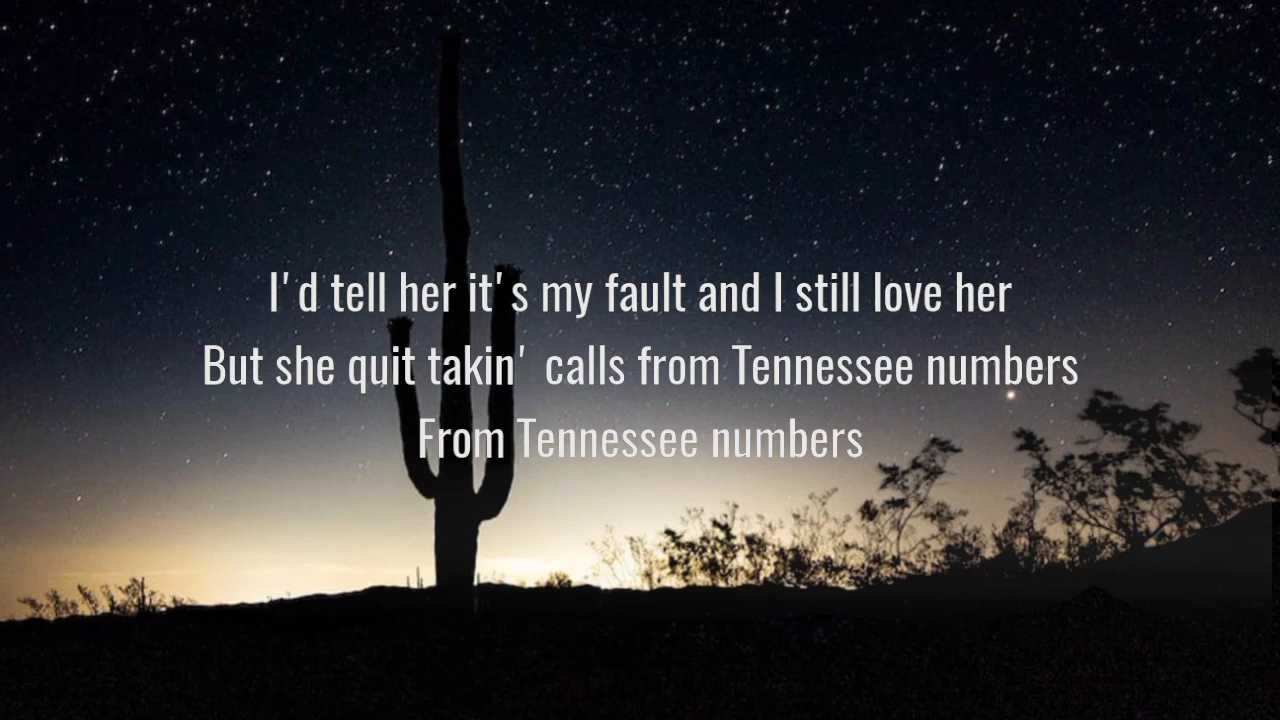 I'd tell her it's my fault and I still love her
But she quit takin' calls from Tennessee numbers
From Tennessee numbers